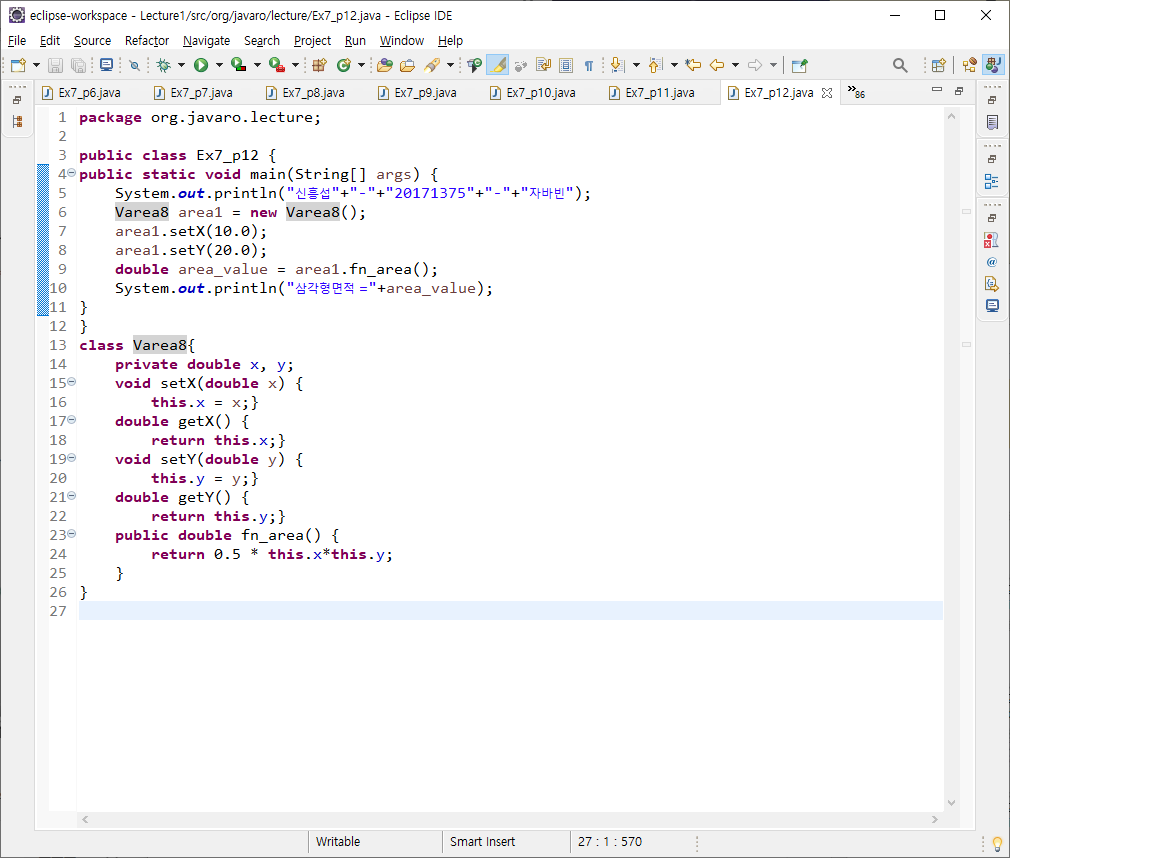 eclipse-workspace - Lecture1/src/org/javaro/lecture/Ex7_p12.java - Eclipse IDE
File Edit Source Refactor Navigate Search Project Run Window Help
Ex7_p6.java Ex7_p7.java Ex7_p8.java Ex7_p9.java Ex7_p10.java Ex7_p11.java Ex7_p12.java »86
1 package org.javaro.lecture;
2
3 public class Ex7_p12 {
4 public static void main(String[] args) {
5 System.out.println("신흥섭"+"-"+"20171375"+"-"+"자바빈");
6 Varea8 area1 = new Varea8();
7 area1.setX(10.0);
8 area1.setY(20.0);
9 double area_value = area1.fn_area();
10 System.out.println("삼각형면적 ="+area_value);
11 }
12 }
13 class Varea8{
14 private double x, y;
15 void setX(double x) {
16 this.x = x;}
17 double getX() {
18 return this.x;}
19 void setY(double y) {
20 this.y = y;}
21 double getY() {
22 return this.y;}
23 public double fn_area() {
24 return 0.5 * this.x*this.y;
25 }
26 }
27
Writable Smart Insert 27 : 1 : 570